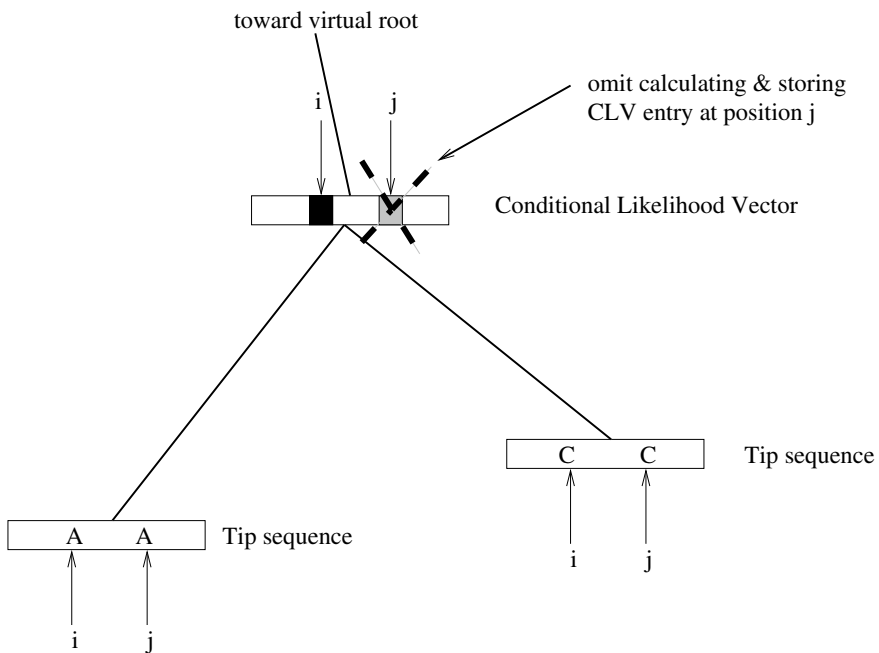 toward virtual root
omit calculating & storing
CLV entry at position j
i
j
Conditional Likelihood Vector
C C
Tip sequence
A A
Tip sequence
i
j
i
j